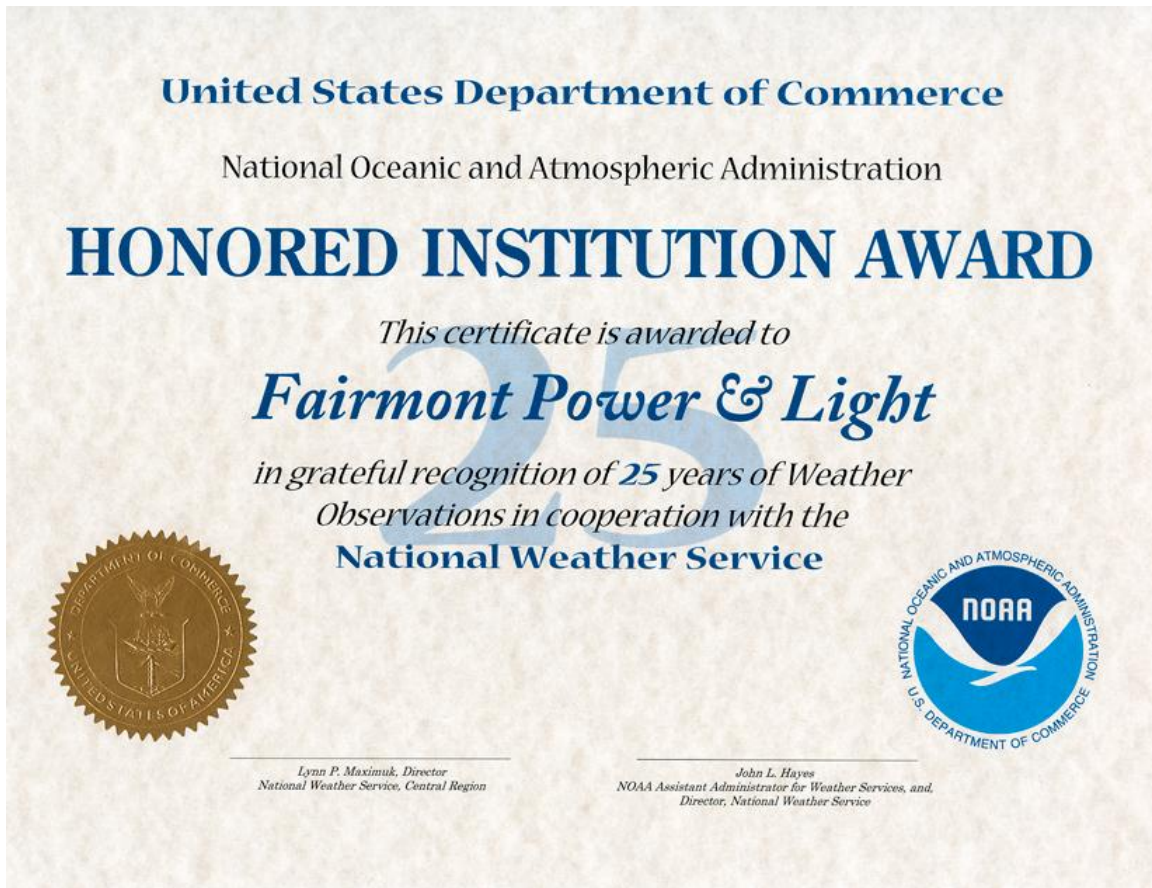 United States Department of Commerce
National Oceanic and Atmospheric Administration
HONORED INSTITUTION AWARD
This certificate is awarded to
25
Fairmont Power & Light
in grateful recognition of 25 years of Weather
Observations in cooperation with the
National Weather Service
DEPARTMENT OF COMMERCE
UNITED STATES OF AMERICA
NATIONAL OCEANIC AND ATMOSPHERIC ADMINISTRATION
NOAA
U.S. DEPARTMENT OF COMMERCE
Lynn P. Maximuk, Director
National Weather Service, Central Region
John L. Hayes
NOAA Assistant Administrator for Weather Services, and,
Director, National Weather Service